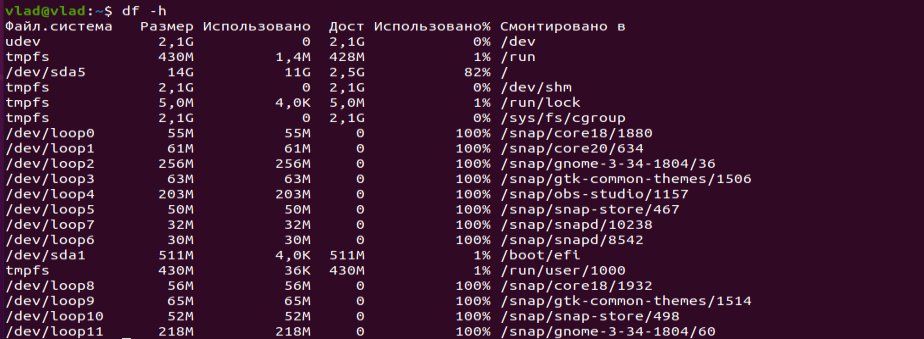 vlad@vlad:~$ df -h
Файл.система Размер Использовано Дост Использовано% Cмонтировано в
udev 2,1G 0 2,1G 0% /dev
tmpfs 430M 1,4M 428M 1% /run
/dev/sda5 14G 11G 2,5G 82% /
tmpfs 2,1G 0 2,1G 0% /dev/shm
tmpfs 5,0M 4,0K 5,0M 1% /run/lock
tmpfs 2,1G 0 2,1G 0% /sys/fs/cgroup
/dev/loop0 55M 55M 0 100% /snap/core18/1880
/dev/loop1 61M 61M 0 100% /snap/core20/634
/dev/loop2 256M 256M 0 100% /snap/gnome-3-34-1804/36
/dev/loop3 63M 63M 0 100% /snap/gtk-common-themes/1506
/dev/loop4 203M 203M 0 100% /snap/obs-studio/1157
/dev/loop5 50M 50M 0 100% /snap/snap-store/467
/dev/loop7 32M 32M 0 100% /snap/snapd/10238
/dev/loop6 30M 30M 0 100% /snap/snapd/8542
/dev/sda1 511M 4,0K 511M 1% /boot/efi
tmpfs 430M 36K 430M 1% /run/user/1000
/dev/loop8 56M 56M 0 100% /snap/core18/1932
/dev/loop9 65M 65M 0 100% /snap/gtk-common-themes/1514
/dev/loop10 52M 52M 0 100% /snap/snap-store/498
/dev/loop11 218M 218M 0 100% /snap/gnome-3-34-1804/60